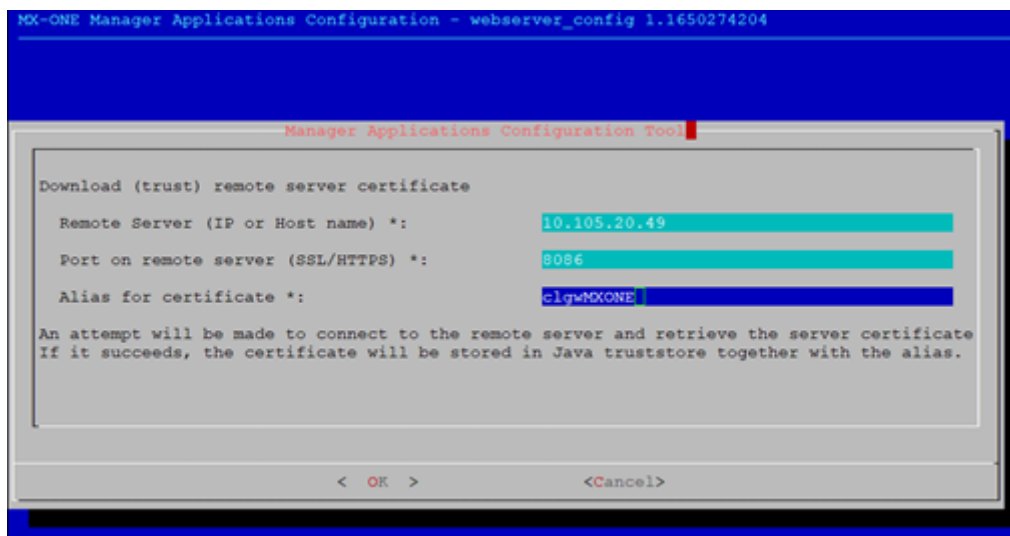 MX-ONE Manager Applications Configuration - webserver_config 1.1650274204
Manager Applications Configuration Tool
Download (trust) remote server certificate
Remote Server (IP or Host name) *: 10.105.20.49
Port on remote server (SSL/HTTPS) *: 8086
Alias for certificate *: clgwMXONE
An attempt will be made to connect to the remote server and retrieve the server certificate
If it succeeds, the certificate will be stored in Java truststore together with the alias.
< OK > <Cancel>